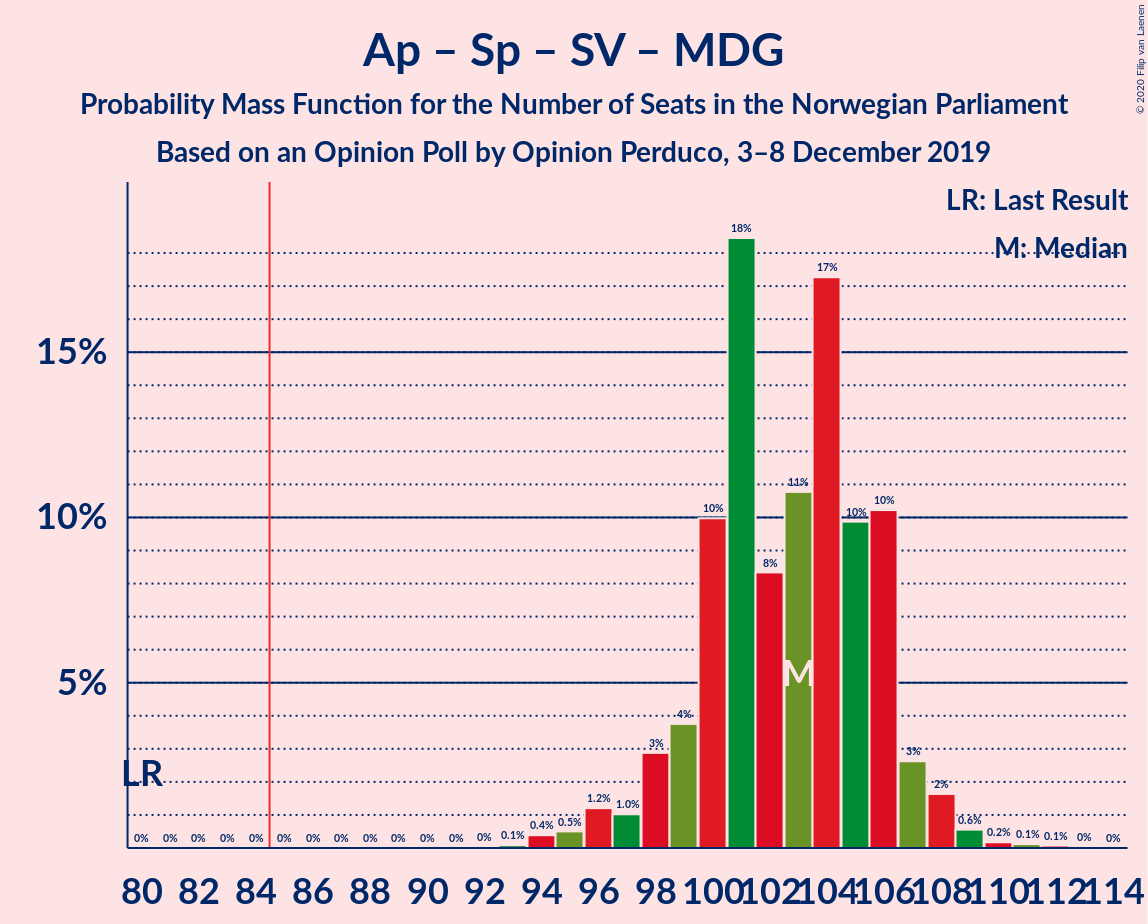 Ap – Sp – SV – MDG
Probability Mass Function for the Number of Seats in the Norwegian Parliament
Based on an Opinion Poll by Opinion Perduco, 3–8 December 2019
© 2020 Filip van Laenen
LR: Last Result
M: Median
15%
10%
5%
LR
M
0% 0% 0% 0% 0% 0% 0% 0% 0% 0% 0% 0% 0% 0.1% 0.4% 0.5% 1.2% 1.0% 3% 4% 10% 18% 8% 11% 17% 10% 10% 3% 2% 0.6% 0.2% 0.1% 0.1% 0% 0%
80 82 84 86 88 90 92 94 96 98 100 102 104 106 108 110 112 114